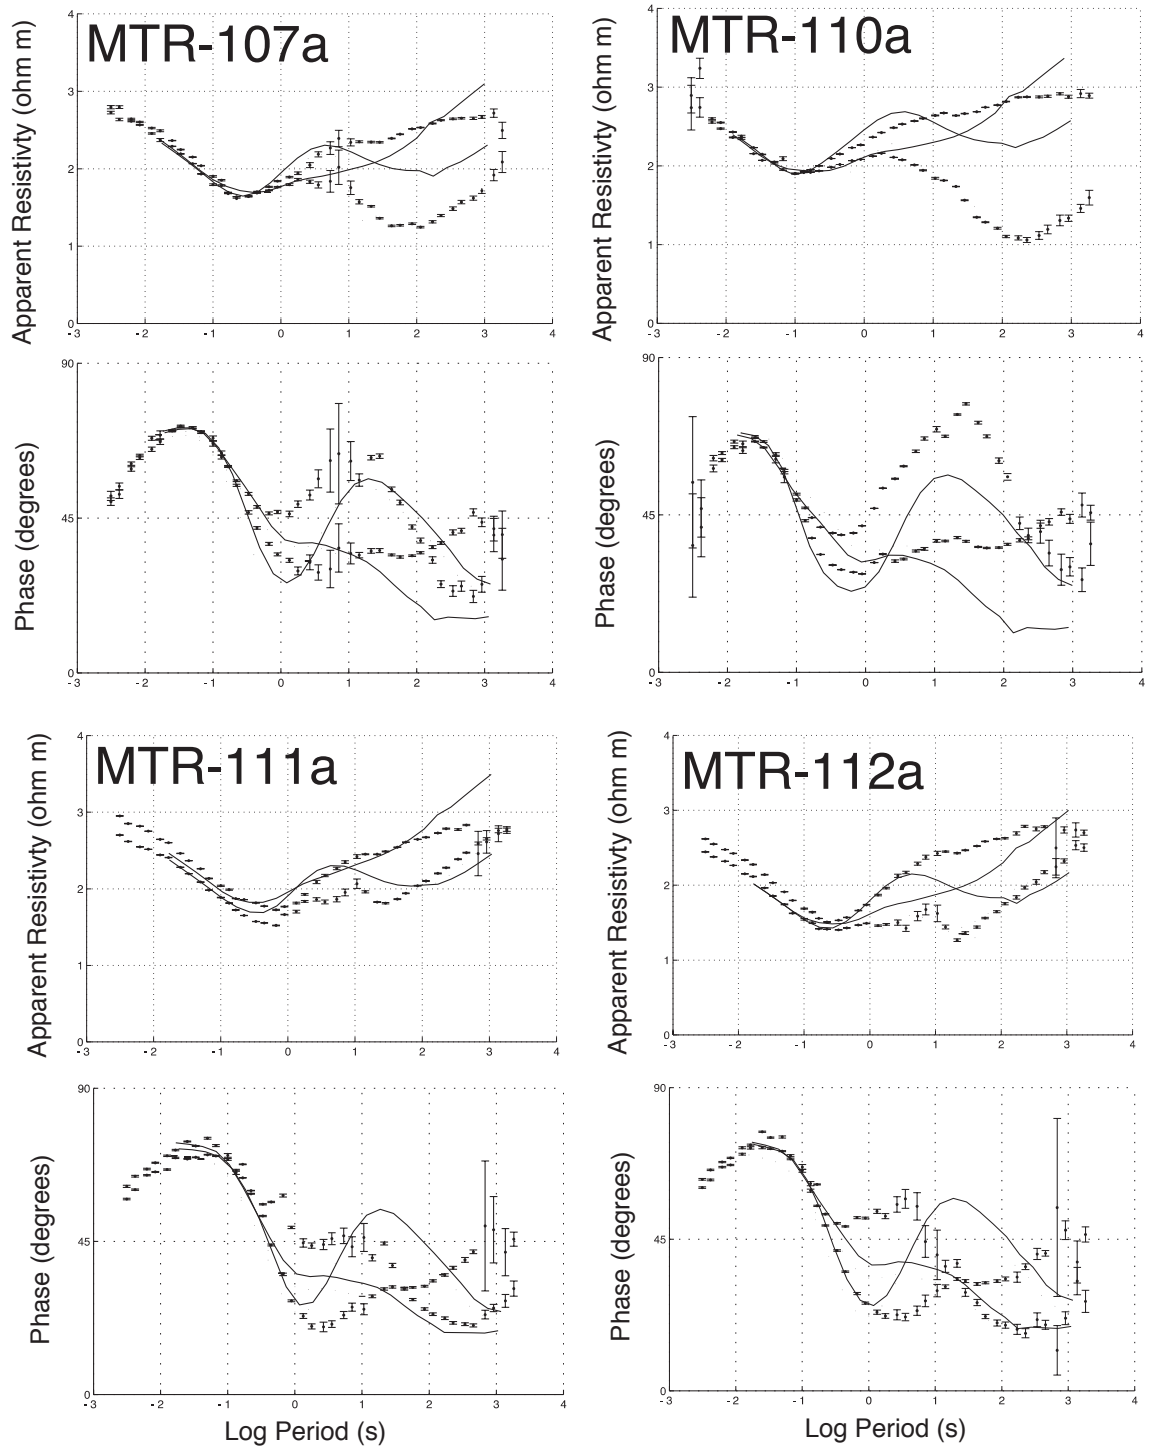 MTR-107a
Apparent Resistivty (ohm m)
4
3
2
1
0
-3 -2 -1 0 1 2 3 4
MTR-110a
Apparent Resistivty (ohm m)
4
3
2
1
0
-3 -2 -1 0 1 2 3 4
Phase (degrees)
90
45
0
-3 -2 -1 0 1 2 3 4
Phase (degrees)
90
45
0
-3 -2 -1 0 1 2 3 4
MTR-111a
Apparent Resistivty (ohm m)
4
3
2
1
0
-3 -2 -1 0 1 2 3 4
MTR-112a
Apparent Resistivty (ohm m)
4
3
2
1
0
-3 -2 -1 0 1 2 3 4
Phase (degrees)
90
45
0
-3 -2 -1 0 1 2 3 4
Log Period (s)
Phase (degrees)
90
45
0
-3 -2 -1 0 1 2 3 4
Log Period (s)